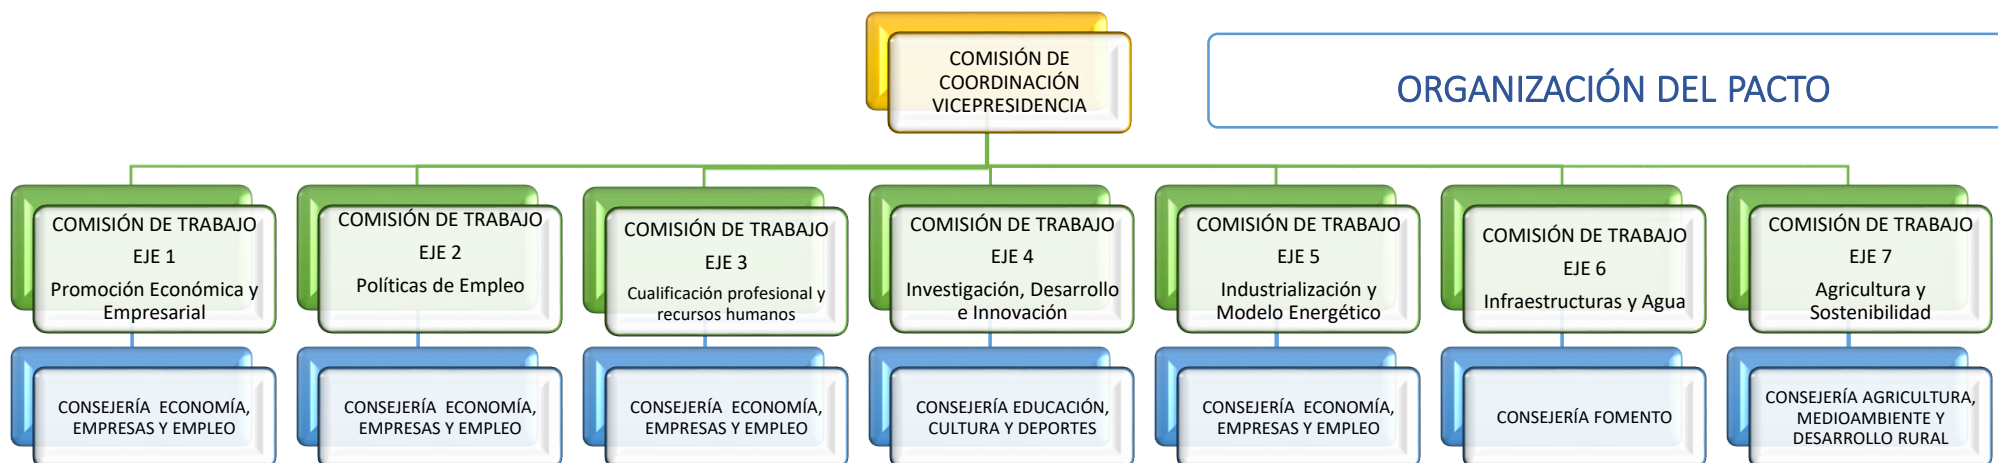 COMISIÓN DE
COORDINACIÓN
VICEPRESIDENCIA
ORGANIZACIÓN DEL PACTO
COMISIÓN DE TRABAJO
EJE 1
Promoción Económica y
Empresarial
COMISIÓN DE TRABAJO
EJE 2
Políticas de Empleo
COMISIÓN DE TRABAJO
EJE 3
Cualificación profesional y
recursos humanos
COMISIÓN DE TRABAJO
EJE 4
Investigación, Desarrollo
e Innovación
COMISIÓN DE TRABAJO
EJE 5
Industrialización y
Modelo Energético
COMISIÓN DE TRABAJO
EJE 6
Infraestructuras y Agua
COMISIÓN DE TRABAJO
EJE 7
Agricultura y
Sostenibilidad
CONSEJERÍA ECONOMÍA,
EMPRESAS Y EMPLEO
CONSEJERÍA ECONOMÍA,
EMPRESAS Y EMPLEO
CONSEJERÍA ECONOMÍA,
EMPRESAS Y EMPLEO
CONSEJERÍA EDUCACIÓN,
CULTURA Y DEPORTES
CONSEJERÍA ECONOMÍA,
EMPRESAS Y EMPLEO
CONSEJERÍA FOMENTO
CONSEJERÍA AGRICULTURA,
MEDIOAMBIENTE Y
DESARROLLO RURAL